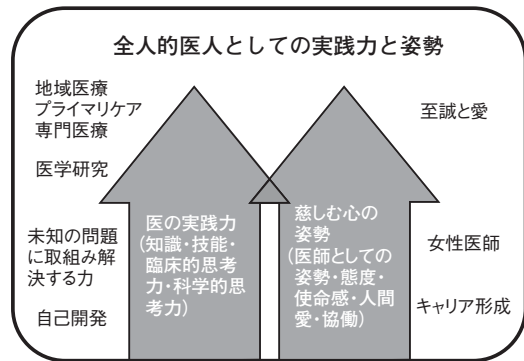 全人的医人としての実践力と姿勢
地域医療
プライマリケア
専門医療
医学研究
未知の問題
に取組み解
決する力
自己開発
医の実践力
(知識・技能・
臨床的思考
力・科学的思
考力)
慈しむ心の
姿勢
(医師としての
姿勢・態度・
使命感・人間
愛・協働)
至誠と愛
女性医師
キャリア形成